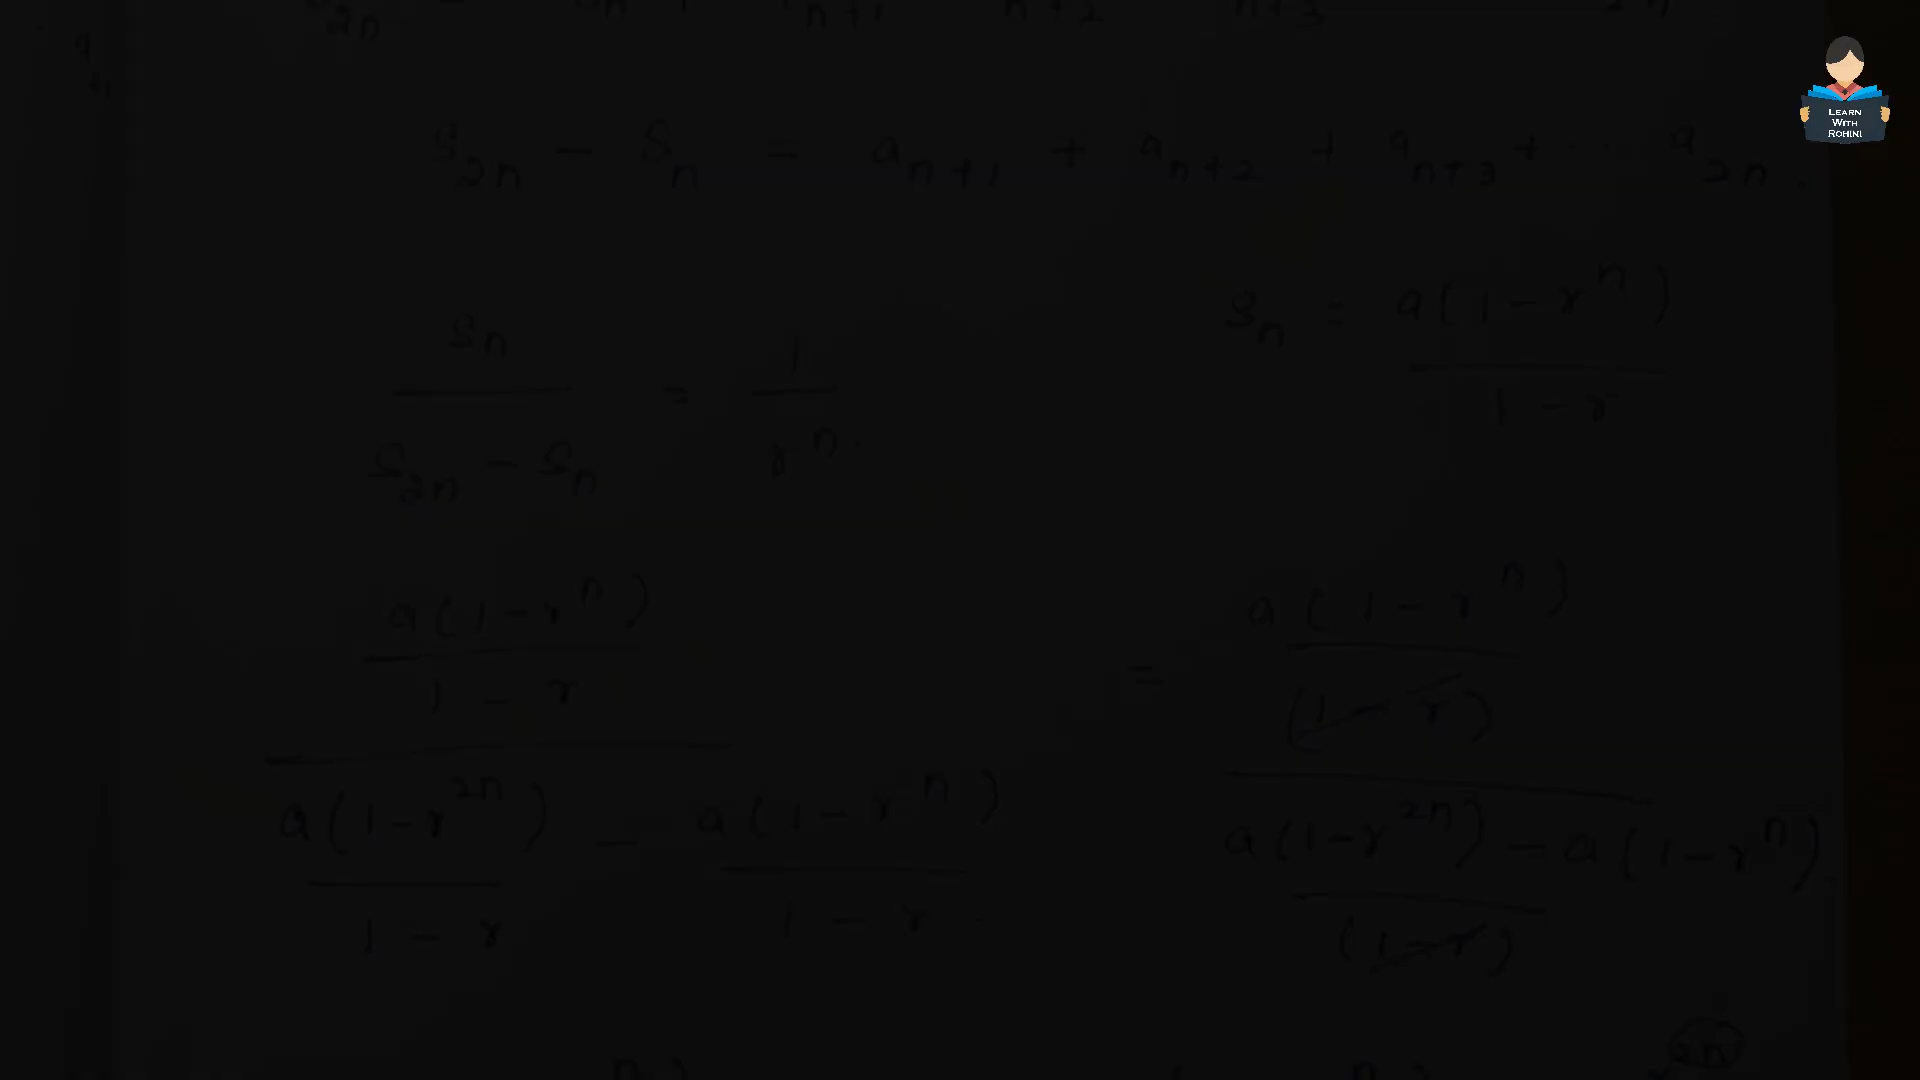 S2n - Sn = an+1 + an+2 + an+3 + ... a2n.
Sn / S2n - Sn = 1 / r^n
Sn = a(1 - r^n) / 1 - r
a(1 - r^n) / 1 - r / a(1 - r^2n) / 1 - r - a(1 - r^n) / 1 - r = a(1 - r^n) / (1 - r) / a(1 - r^2n) - a(1 - r^n) / (1 - r)
LEARN
WITH
ROHINI